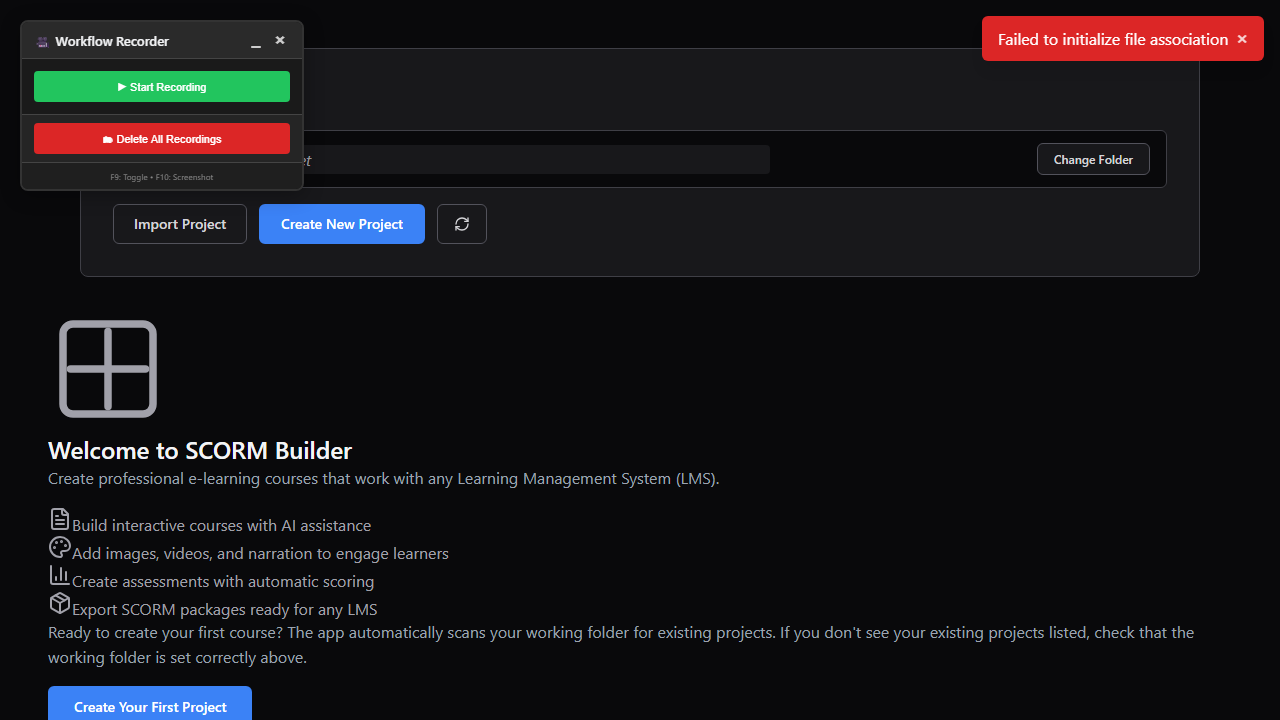 Workflow Recorder
Start Recording
Delete All Recordings
F9: Toggle • F10: Screenshot
Failed to initialize file association ×
Change Folder
Import Project
Create New Project
Welcome to SCORM Builder
Create professional e-learning courses that work with any Learning Management System (LMS).
Build interactive courses with AI assistance
Add images, videos, and narration to engage learners
Create assessments with automatic scoring
Export SCORM packages ready for any LMS
Ready to create your first course? The app automatically scans your working folder for existing projects. If you don't see your existing projects listed, check that the
working folder is set correctly above.
Create Your First Project